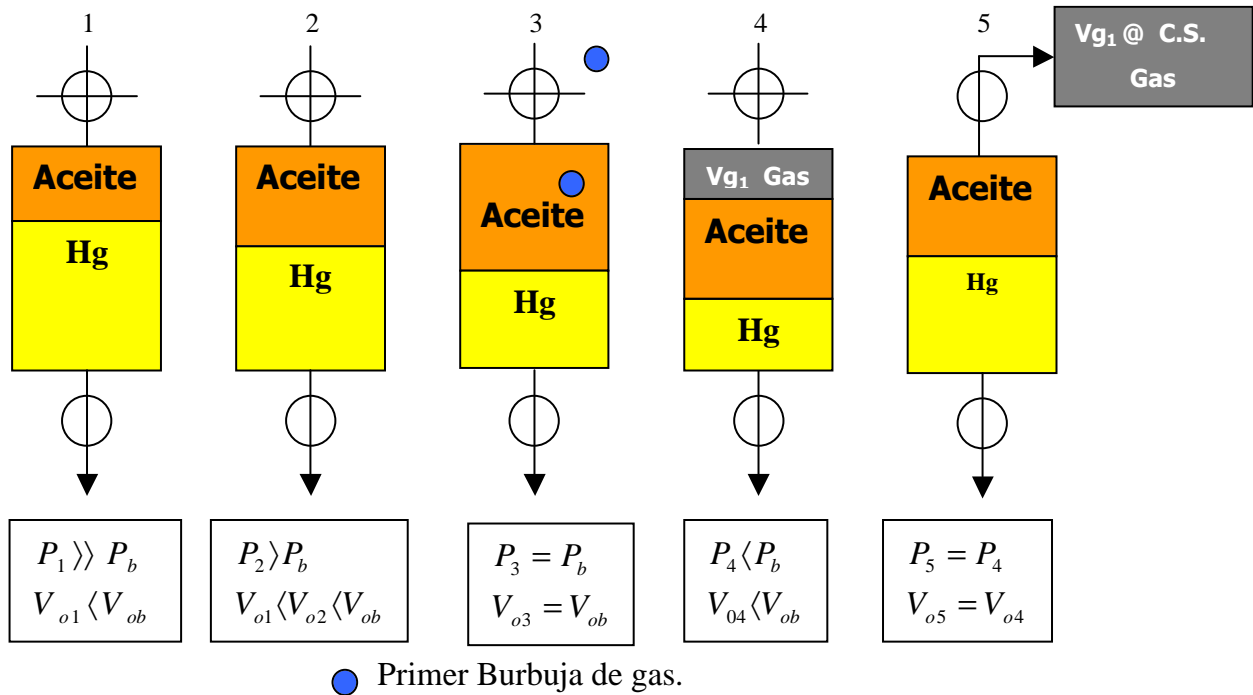 1 2 3 4 5
Vg₁ @ C.S.
Gas
Aceite
Hg
Aceite
Hg
Aceite
Hg
Vg₁ Gas
Aceite
Hg
Aceite
Hg
P₁ ⟩⟩ P_b
V_o1 ⟨ V_ob
P₂ ⟩ P_b
V_o1 ⟨ V_o2 ⟨ V_ob
P₃ = P_b
V_o3 = V_ob
P₄ ⟨ P_b
V_04 ⟨ V_ob
P₅ = P₄
V_o5 = V_o4
Primer Burbuja de gas.